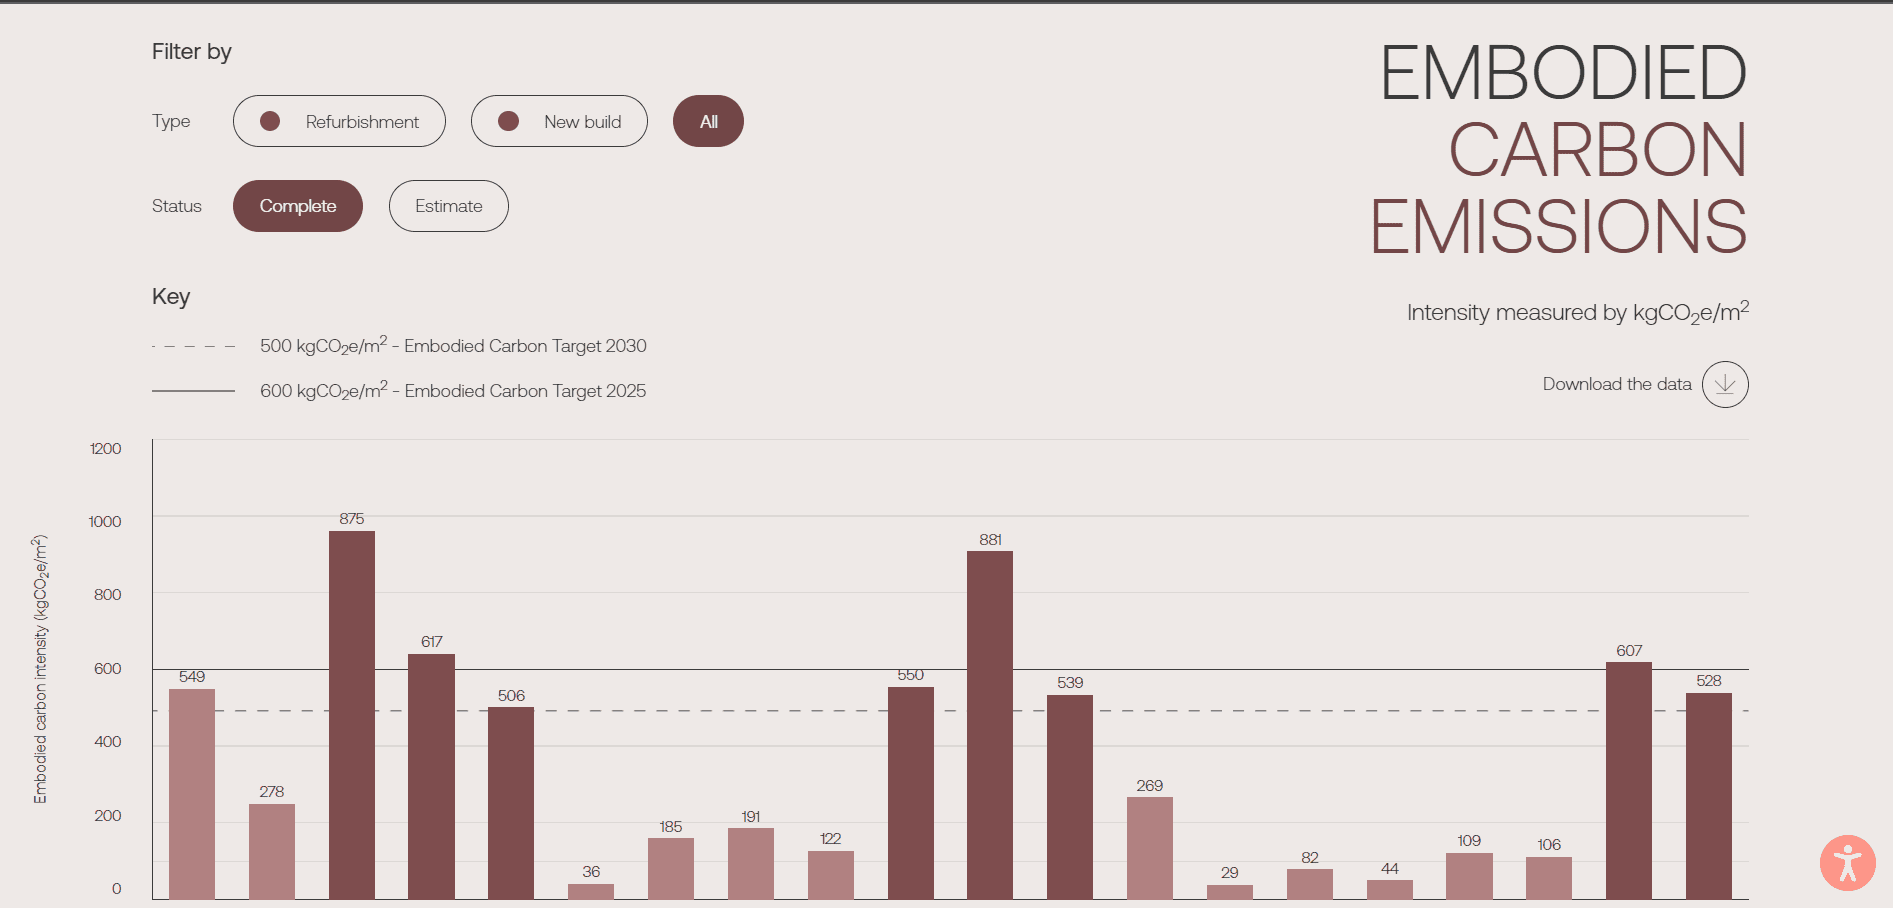 Filter by
EMBODIED
CARBON
EMISSIONS
Type
Refurbishment
New build
All
Status
Complete
Estimate
Key
Intensity measured by kgCO₂e/m²
500 kgCO₂e/m² - Embodied Carbon Target 2030
600 kgCO₂e/m² - Embodied Carbon Target 2025
Download the data
Embodied carbon intensity (kgCO₂e/m²)
1200
1000
800
600
400
200
0
549
278
875
617
506
36
185
191
122
550
881
539
269
29
82
44
109
106
607
528